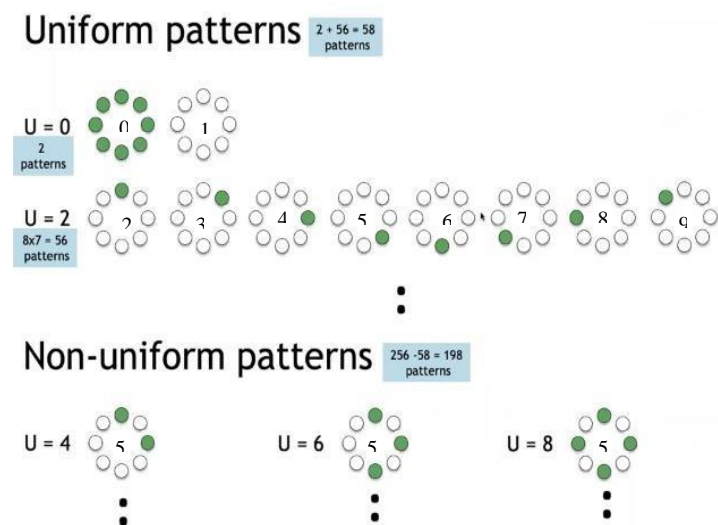 Uniform patterns
2 + 56 = 58
patterns
U = 0
0
1
2
patterns
U = 2
2
3
4
5
6
7
8
9
8x7 = 56
patterns
Non-uniform patterns
256 -58 = 198
patterns
U = 4
5
U = 6
5
U = 8
5